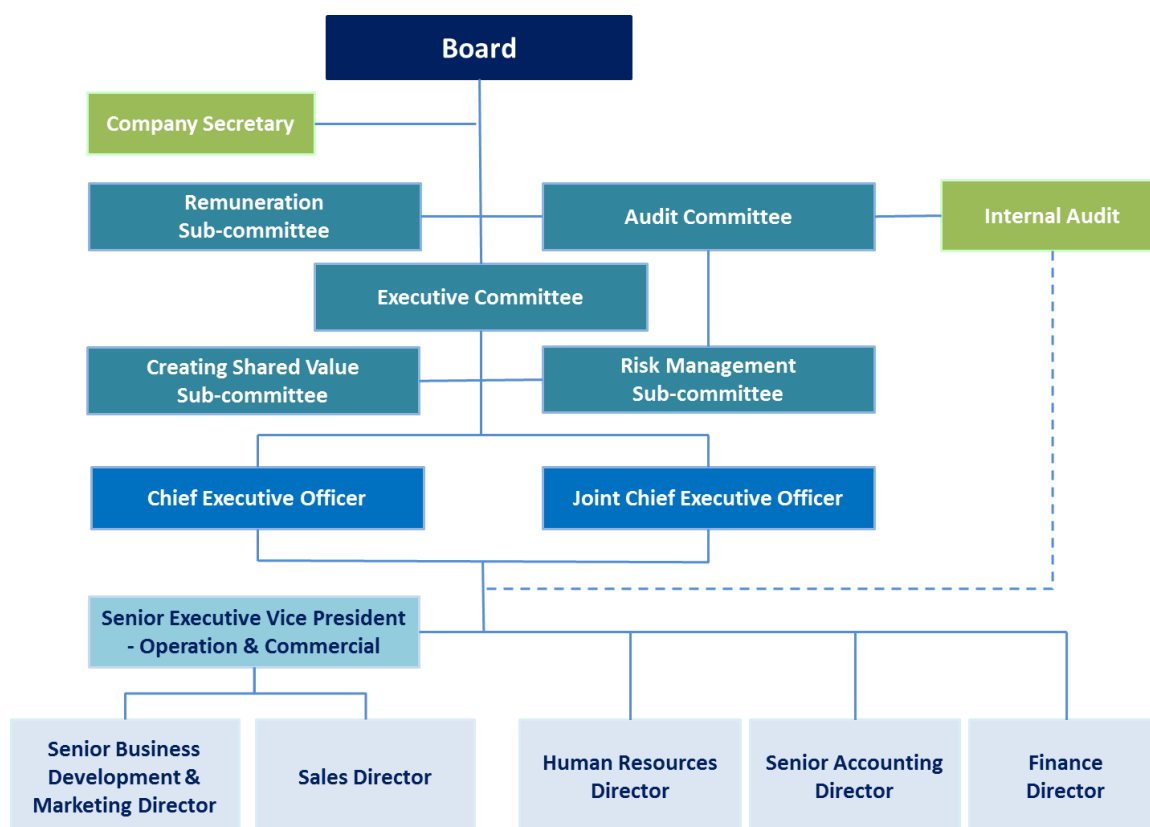 Board
Company Secretary
Remuneration
Sub-committee
Audit Committee
Internal Audit
Executive Committee
Creating Shared Value
Sub-committee
Risk Management
Sub-committee
Chief Executive Officer
Joint Chief Executive Officer
Senior Executive Vice President
- Operation & Commercial
Senior Business
Development &
Marketing Director
Sales Director
Human Resources
Director
Senior Accounting
Director
Finance
Director